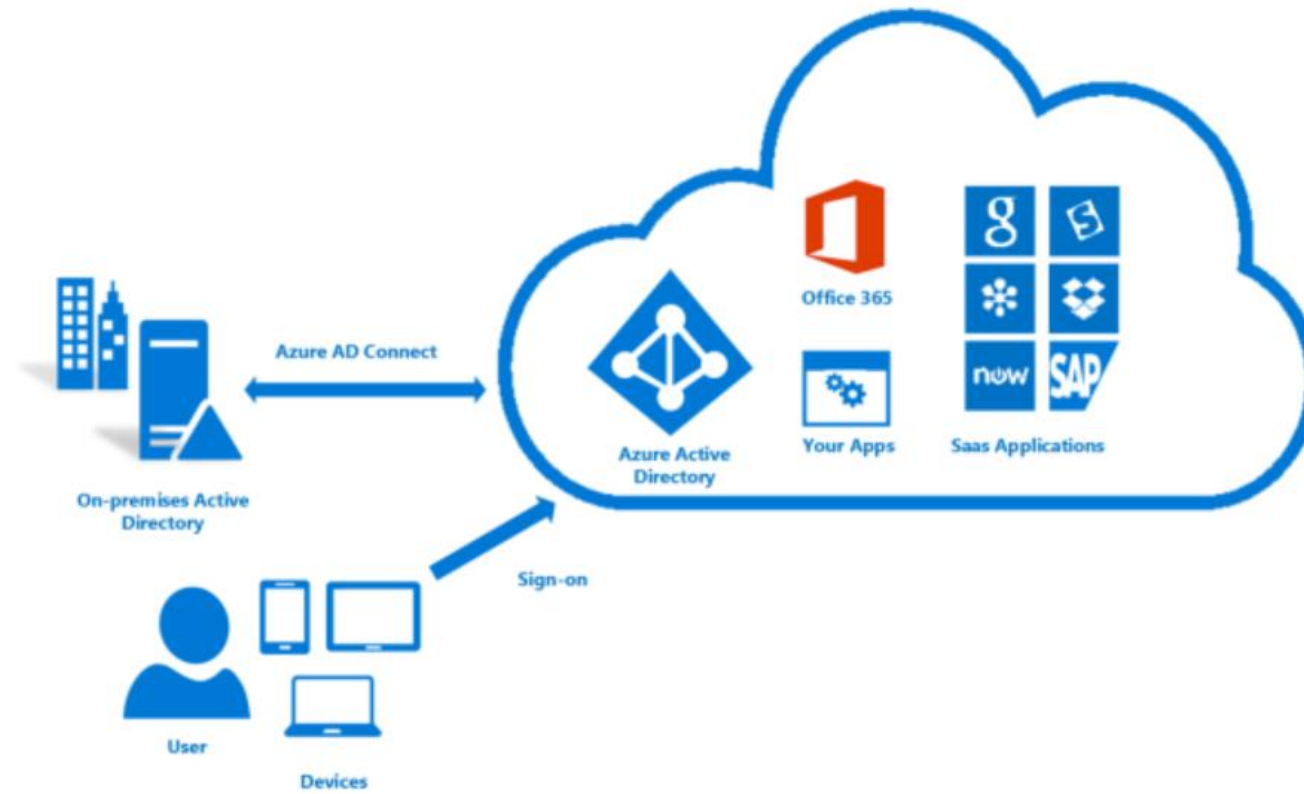 Office 365
Azure AD Connect
Azure Active
Directory
Your Apps
Saas Applications
g
S
now
SAP
On-premises Active
Directory
Sign-on
User
Devices